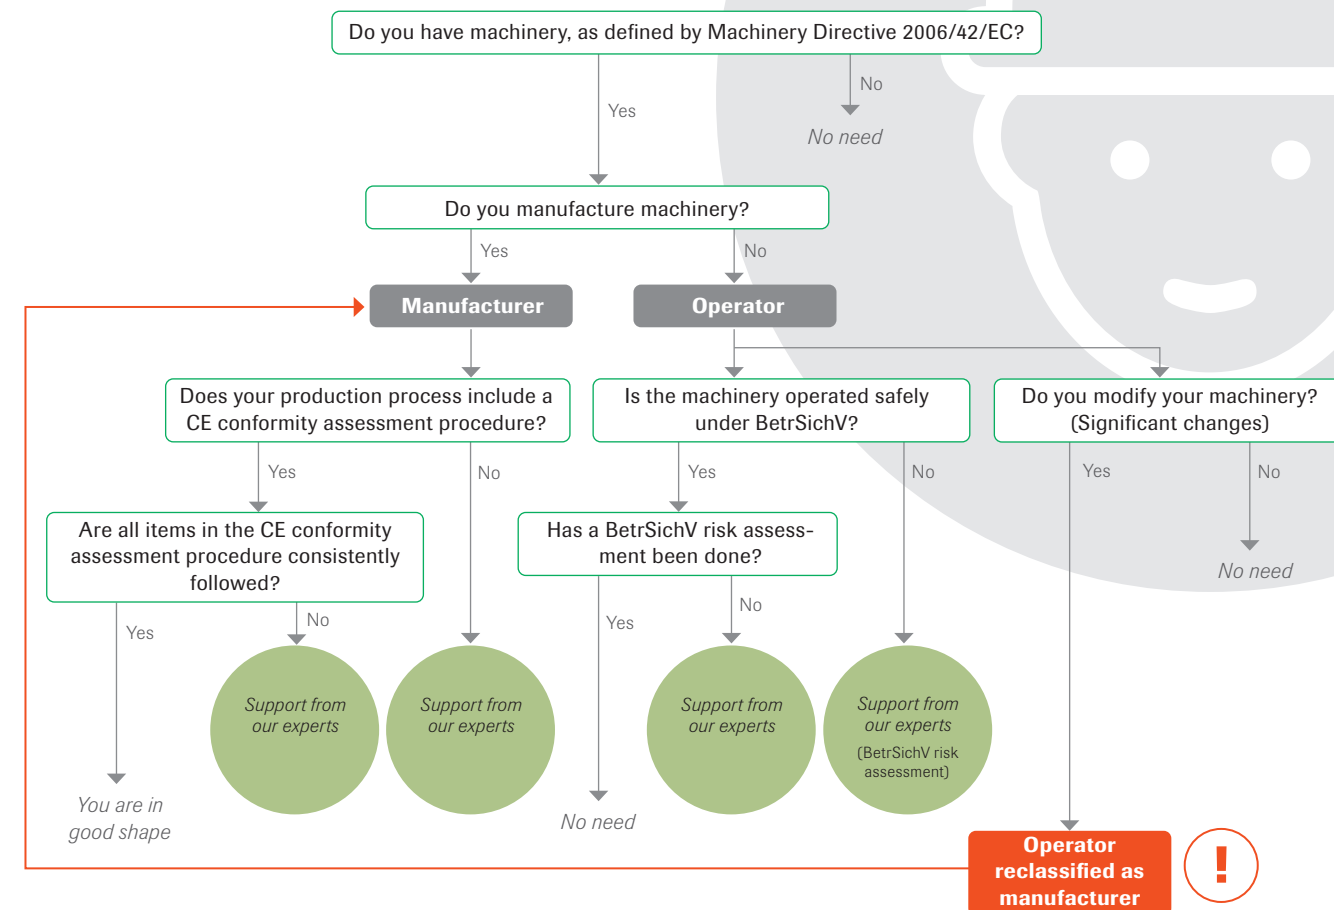 Do you have machinery, as defined by Machinery Directive 2006/42/EC?
No
Yes
No need
Do you manufacture machinery?
Yes
No
Manufacturer
Operator
Does your production process include a
CE conformity assessment procedure?
Is the machinery operated safely
under BetrSichV?
Do you modify your machinery?
(Significant changes)
Yes
No
Yes
No
Yes
No
Are all items in the CE conformity
assessment procedure consistently
followed?
Has a BetrSichV risk assess-
ment been done?
No need
Yes
No
Yes
No
Support from
our experts
Support from
our experts
Support from
our experts
Support from
our experts
(BetrSichV risk
assessment)
You are in
good shape
No need
Operator
reclassified as
manufacturer
!